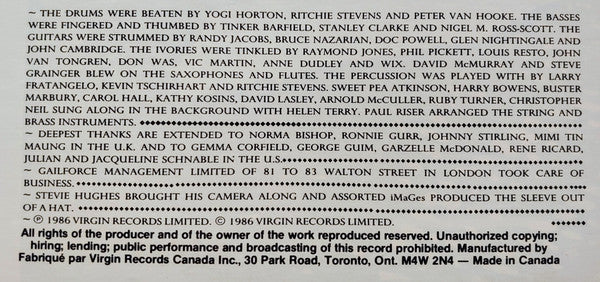 ~ THE DRUMS WERE BEATEN BY YOGI HORTON, RITCHIE STEVENS AND PETER VAN HOOKE. THE BASSES
WERE FINGERED AND THUMBED BY TINKER BARFIELD, STANLEY CLARKE AND NIGEL M. ROSS-SCOTT. THE
GUITARS WERE STRUMMED BY RANDY JACOBS, BRUCE NAZARIAN, DOC POWELL, GLEN NIGHTINGALE AND
JOHN CAMBRIDGE. THE IVORIES WERE TINKLED BY RAYMOND JONES, PHIL PICKETT, LOUIS RESTO, JOHN
VAN TONGREN, DON WAS, VIC MARTIN, ANNE DUDLEY AND WIX. DAVID McMURRAY AND STEVE
GRAINGER BLEW ON THE SAXOPHONES AND FLUTES. THE PERCUSSION WAS PLAYED WITH BY LARRY
FRATANGELO, KEVIN TSCHIRHART AND RITCHIE STEVENS. SWEET PEA ATKINSON, HARRY BOWENS, BUSTER
MARBURY, CAROL HALL, KATHY KOSINS, DAVID LASLEY, ARNOLD McCULLER, RUBY TURNER, CHRISTOPHER
NEIL SUNG ALONG IN THE BACKGROUND WITH HELEN TERRY. PAUL RISER ARRANGED THE STRING AND
BRASS INSTRUMENTS.
~ DEEPEST THANKS ARE EXTENDED TO NORMA BISHOP, RONNIE GURR, JOHNNY STIRLING, MIMI TIN
MAUNG IN THE U.K. AND TO GEMMA CORFIELD, GEORGE GUIM, GARZELLE McDONALD, RENE RICARD,
JULIAN AND JACQUELINE SCHNABLE IN THE U.S.
~ GAILFORCE MANAGEMENT LIMITED OF 81 TO 83 WALTON STREET IN LONDON TOOK CARE OF
BUSINESS.
~ STEVIE HUGHES BROUGHT HIS CAMERA ALONG AND ASSORTED iMaGes PRODUCED THE SLEEVE OUT
OF A HAT.
~ ℗ 1986 VIRGIN RECORDS LIMITED. © 1986 VIRGIN RECORDS LIMITED.
All rights of the producer and of the owner of the work reproduced reserved. Unauthorized copying;
hiring; lending; public performance and broadcasting of this record prohibited. Manufactured by
Fabriqué par Virgin Records Canada Inc., 30 Park Road, Toronto, Ont. M4W 2N4 — Made in Canada